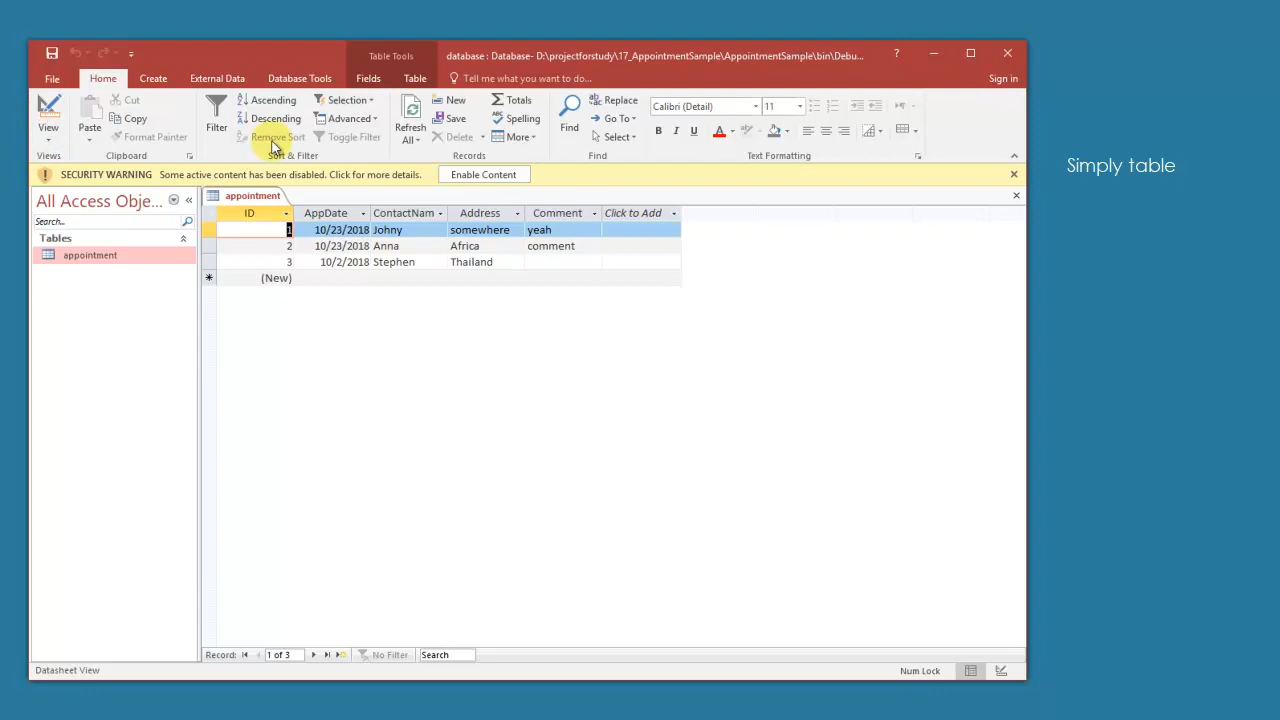 Table Tools
database : Database- D:\projectforstudy\17_AppointmentSample\AppointmentSample\bin\Debu...
?
File Home Create External Data Database Tools Fields Table Tell me what you want to do... Sign in
View
Views
Paste
Cut
Copy
Format Painter
Clipboard
Filter
Ascending
Descending
Remove Sort
Selection
Advanced
Toggle Filter
Sort & Filter
Refresh
All
New
Save
Delete
Totals
Spelling
More
Records
Find
Replace
Go To
Select
Find
Calibri (Detail) 11
B I U A
Text Formatting
SECURITY WARNING Some active content has been disabled. Click for more details. Enable Content
All Access Obje...
Search...
Tables
appointment
appointment
ID AppDate ContactNam Address Comment Click to Add
1 10/23/2018 Johny somewhere yeah
2 10/23/2018 Anna Africa comment
3 10/2/2018 Stephen Thailand
* (New)
Record: 1 of 3 No Filter Search
Datasheet View Num Lock
Simply table